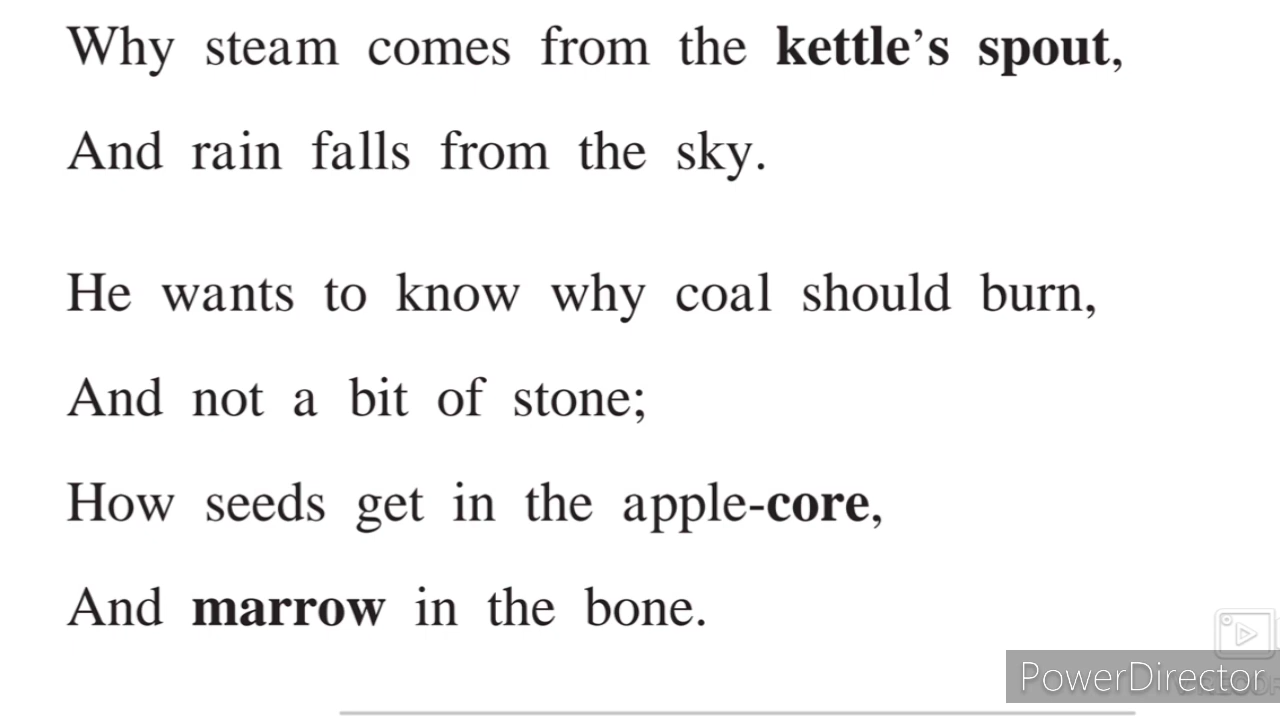 Why steam comes from the kettle's spout,
And rain falls from the sky.
He wants to know why coal should burn,
And not a bit of stone;
How seeds get in the apple-core,
And marrow in the bone.
PowerDirector